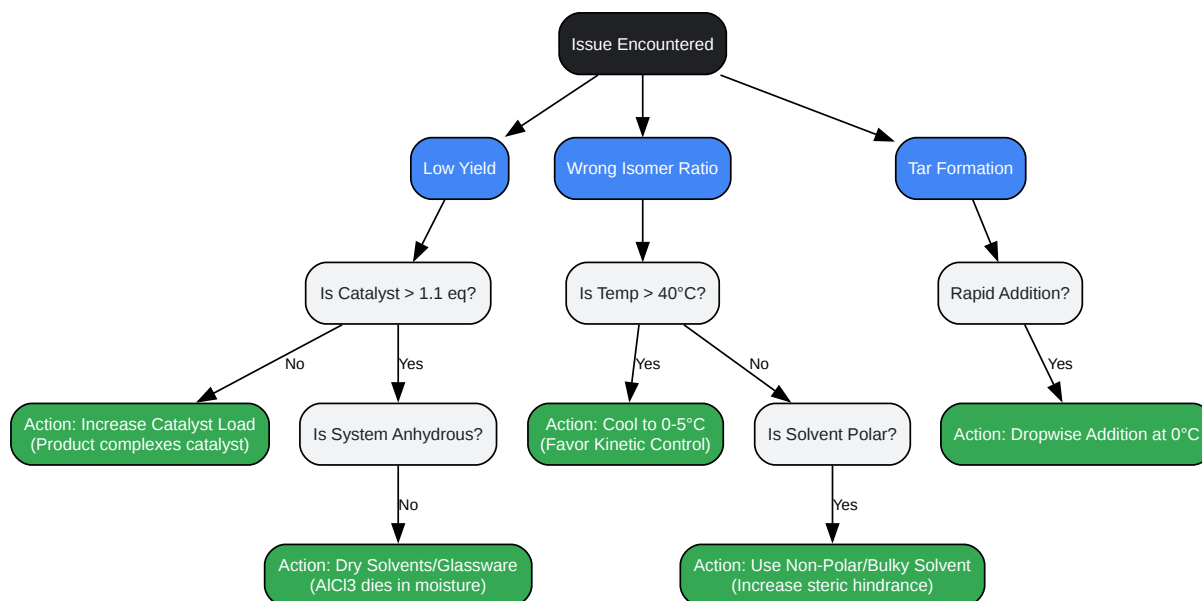 Issue Encountered
Low Yield
Wrong Isomer Ratio
Tar Formation
Is Catalyst > 1.1 eq?
Is Temp > 40°C?
Rapid Addition?
No
Yes
Yes
No
Yes
Action: Increase Catalyst Load
(Product complexes catalyst)
Is System Anhydrous?
Action: Cool to 0-5°C
(Favor Kinetic Control)
Is Solvent Polar?
Action: Dropwise Addition at 0°C
No
Yes
Action: Dry Solvents/Glassware
(AlCl3 dies in moisture)
Action: Use Non-Polar/Bulky Solvent
(Increase steric hindrance)